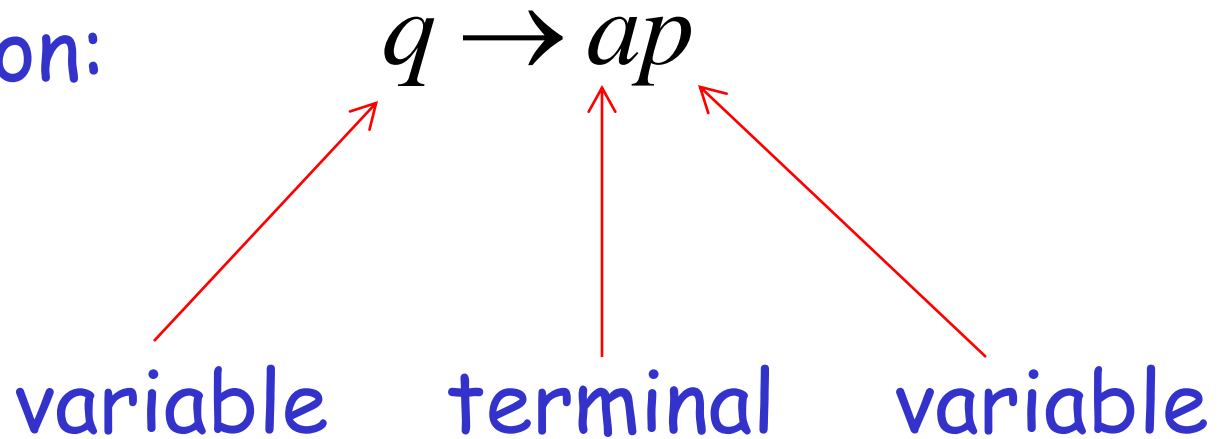 on: q → ap
variable terminal variable